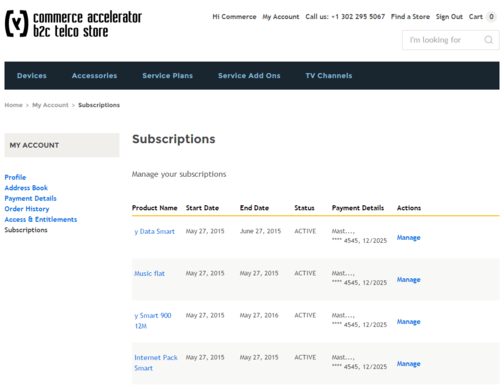 commerce accelerator
b2c telco store
Hi Commerce My Account Call us: +1 302 295 5067 Find a Store Sign Out Cart 0
I'm looking for
Devices Accessories Service Plans Service Add Ons TV Channels
Home > My Account > Subscriptions
MY ACCOUNT
Profile
Address Book
Payment Details
Order History
Access & Entitlements
Subscriptions
Subscriptions
Manage your subscriptions
Product Name Start Date End Date Status Payment Details Actions
y Data Smart May 27, 2015 June 27, 2015 ACTIVE Mast...,
**** 4545, 12/2025 Manage
Music flat May 27, 2015 May 27, 2015 ACTIVE Mast...,
**** 4545, 12/2025 Manage
y Smart 900 May 27, 2015 May 27, 2016 ACTIVE Mast...,
12M **** 4545, 12/2025 Manage
Internet Pack May 27, 2015 May 27, 2015 ACTIVE Mast...,
Smart **** 4545, 12/2025 Manage